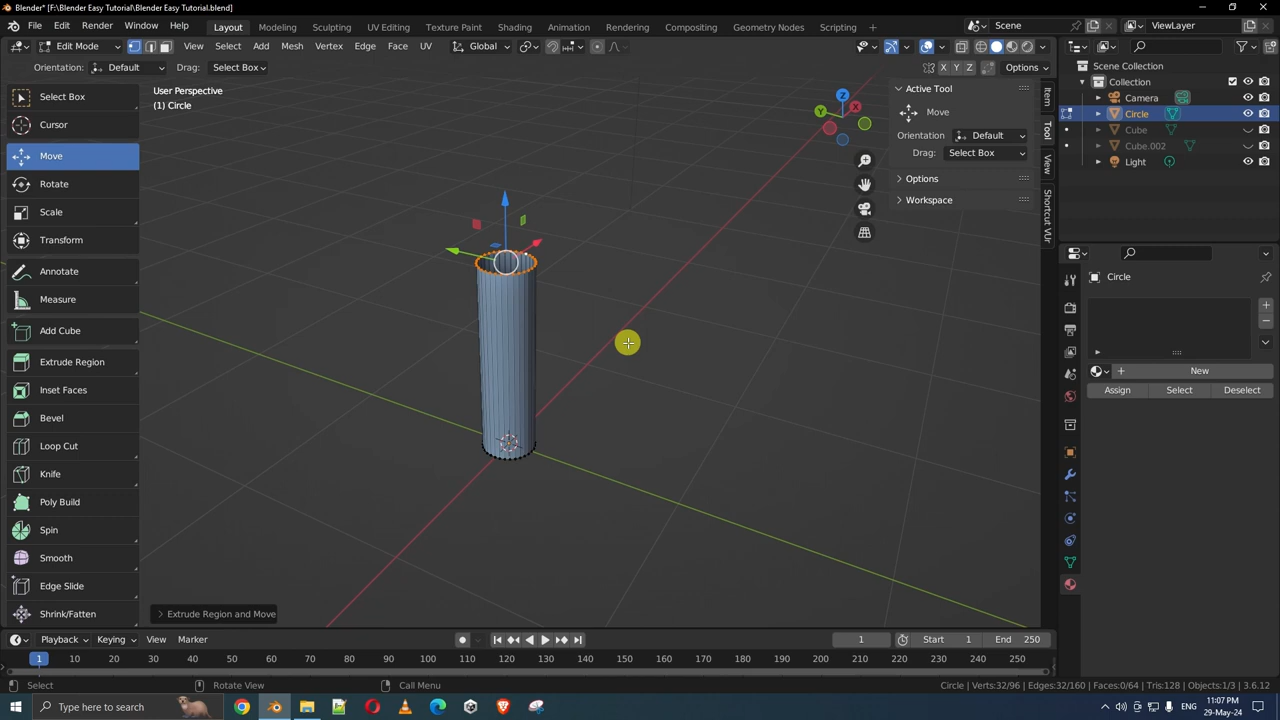 Blender* [F:\Blender Easy Tutorial\Blender Easy Tutorial.blend]
File Edit Render Window Help Layout Modeling Sculpting UV Editing Texture Paint Shading Animation Rendering Compositing Geometry Nodes Scripting + Scene ViewLayer
Edit Mode View Select Add Mesh Vertex Edge Face UV Global
Orientation: Default Drag: Select Box X Y Z Options
Scene Collection
Collection
Camera
Circle
Cube
Cube.002
Light
User Perspective
(1) Circle
Select Box
Cursor
Move
Rotate
Scale
Transform
Annotate
Measure
Add Cube
Extrude Region
Inset Faces
Bevel
Loop Cut
Knife
Poly Build
Spin
Smooth
Edge Slide
Shrink/Fatten
Z
X
Y
Active Tool
Move
Orientation Default
Drag: Select Box
Options
Workspace
Item
Tool
View
Shortcut VUr
Circle
New
Assign Select Deselect
Extrude Region and Move
Playback Keying View Marker 1 Start 1 End 250
1 10 20 30 40 50 60 70 80 90 100 110 120 130 140 150 160 170 180 190 200 210 220 230 240 250
Select Rotate View Call Menu Circle | Verts:32/96 | Edges:32/160 | Faces:0/64 | Tris:128 | Objects:1/3 | 3.6.12
Type here to search
11:07 PM
29-May-24